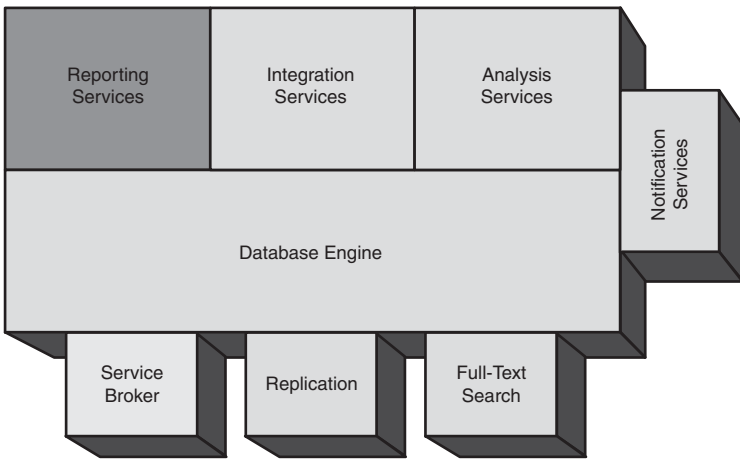 Reporting
Services
Integration
Services
Analysis
Services
Notification
Services
Database Engine
Service
Broker
Replication
Full-Text
Search